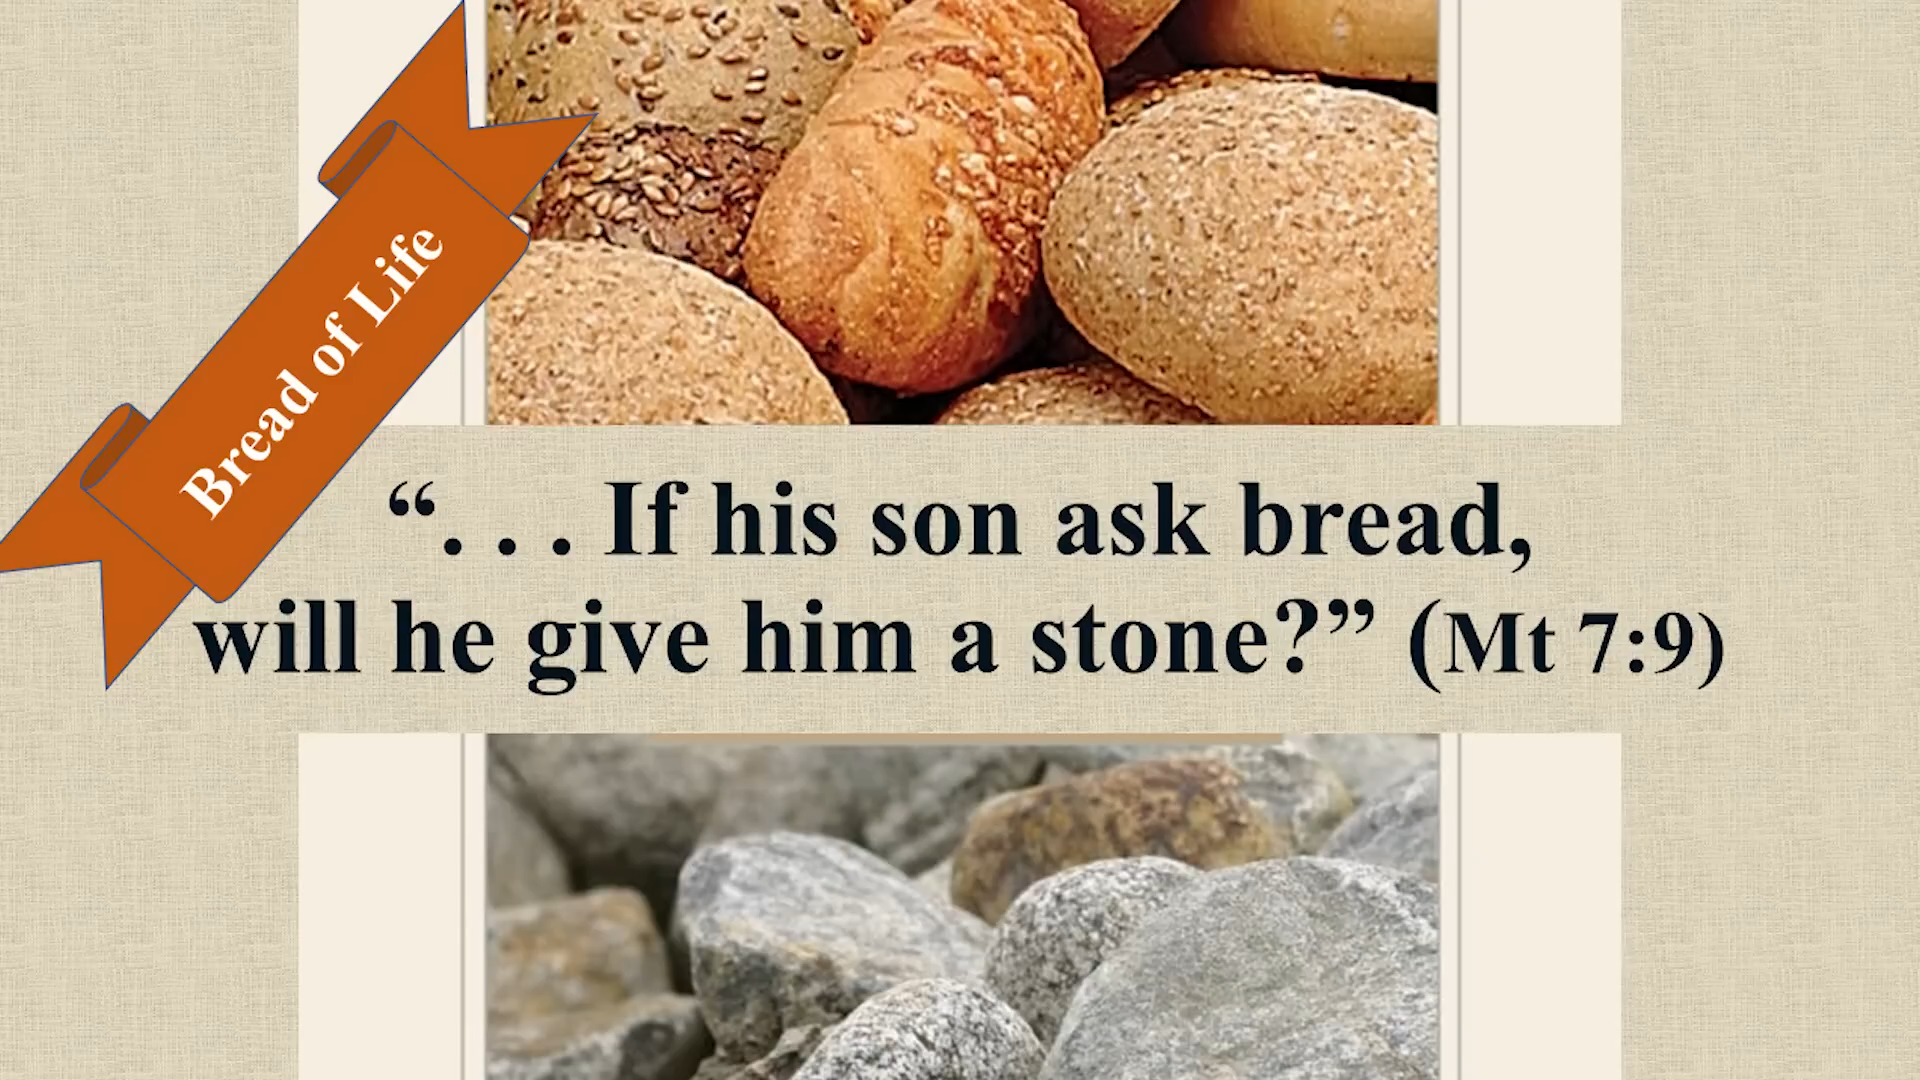 Bread of Life
“. . . If his son ask bread,
will he give him a stone?” (Mt 7:9)